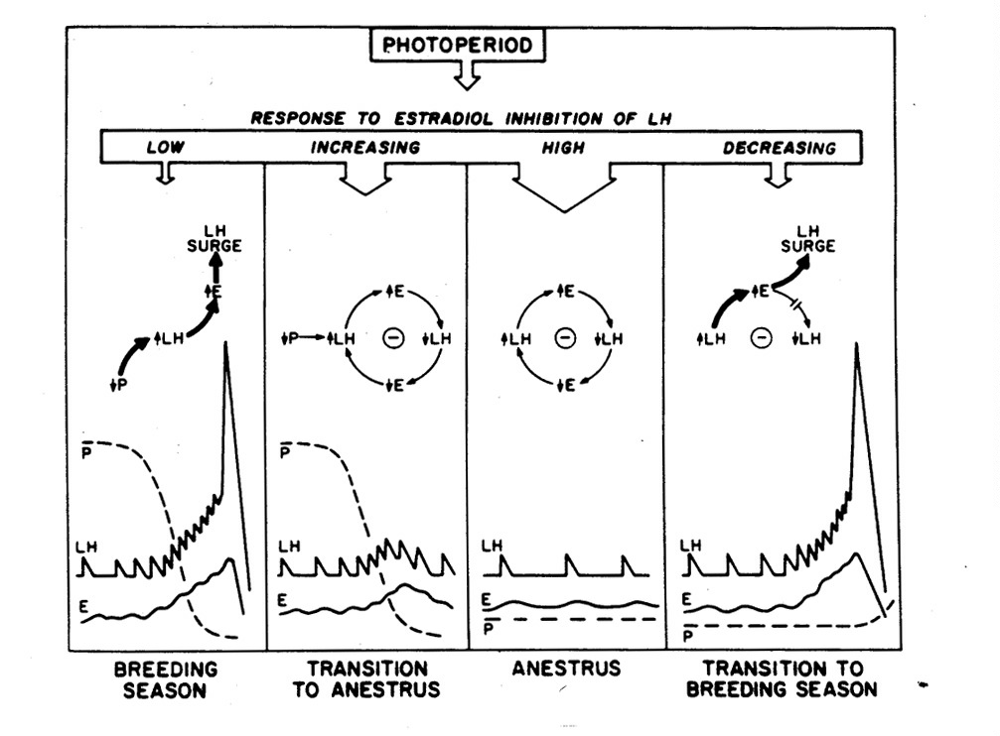 PHOTOPERIOD
RESPONSE TO ESTRADIOL INHIBITION OF LH
LOW INCREASING HIGH DECREASING
LH
SURGE
↑E
↑LH
↓P
P
LH
E
BREEDING
SEASON
↑E
↓P→↑LH − ↓LH
↓E
P
LH
E
TRANSITION
TO ANESTRUS
↑E
↑LH − ↓LH
↓E
LH
E
P
ANESTRUS
LH
SURGE
↑E
↑LH − ↓LH
LH
E
P
TRANSITION TO
BREEDING SEASON